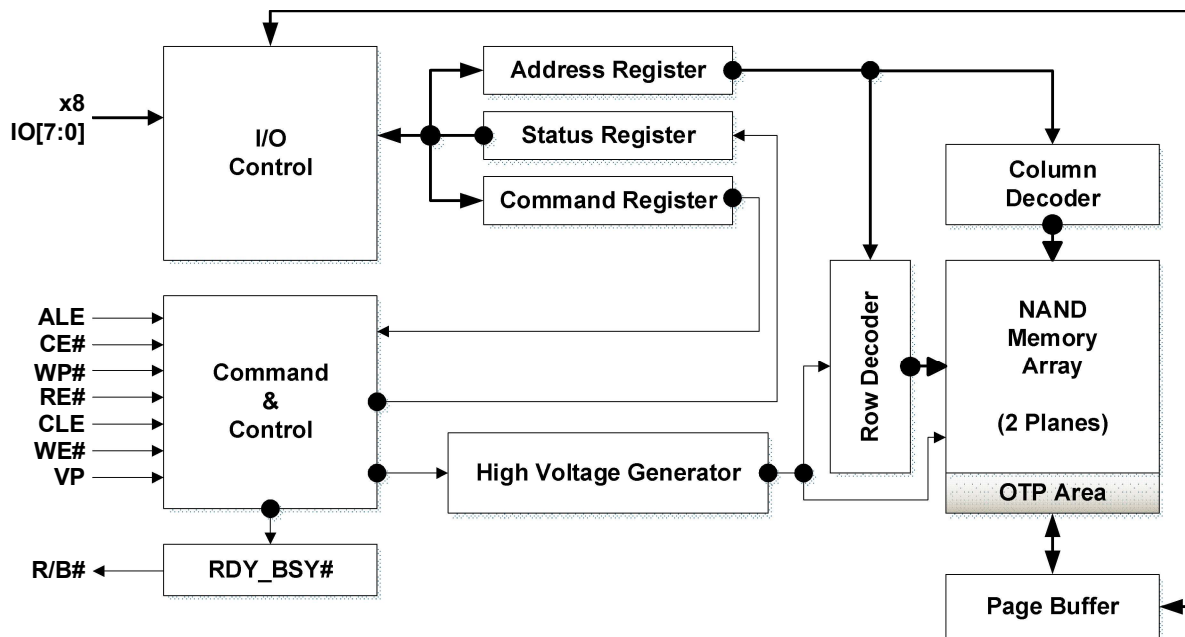 x8
IO[7:0]
I/O
Control
Address Register
Status Register
Command Register
Column
Decoder
ALE
CE#
WP#
RE#
CLE
WE#
VP
Command
&
Control
High Voltage Generator
Row Decoder
NAND
Memory
Array
(2 Planes)
OTP Area
R/B#
RDY_BSY#
Page Buffer